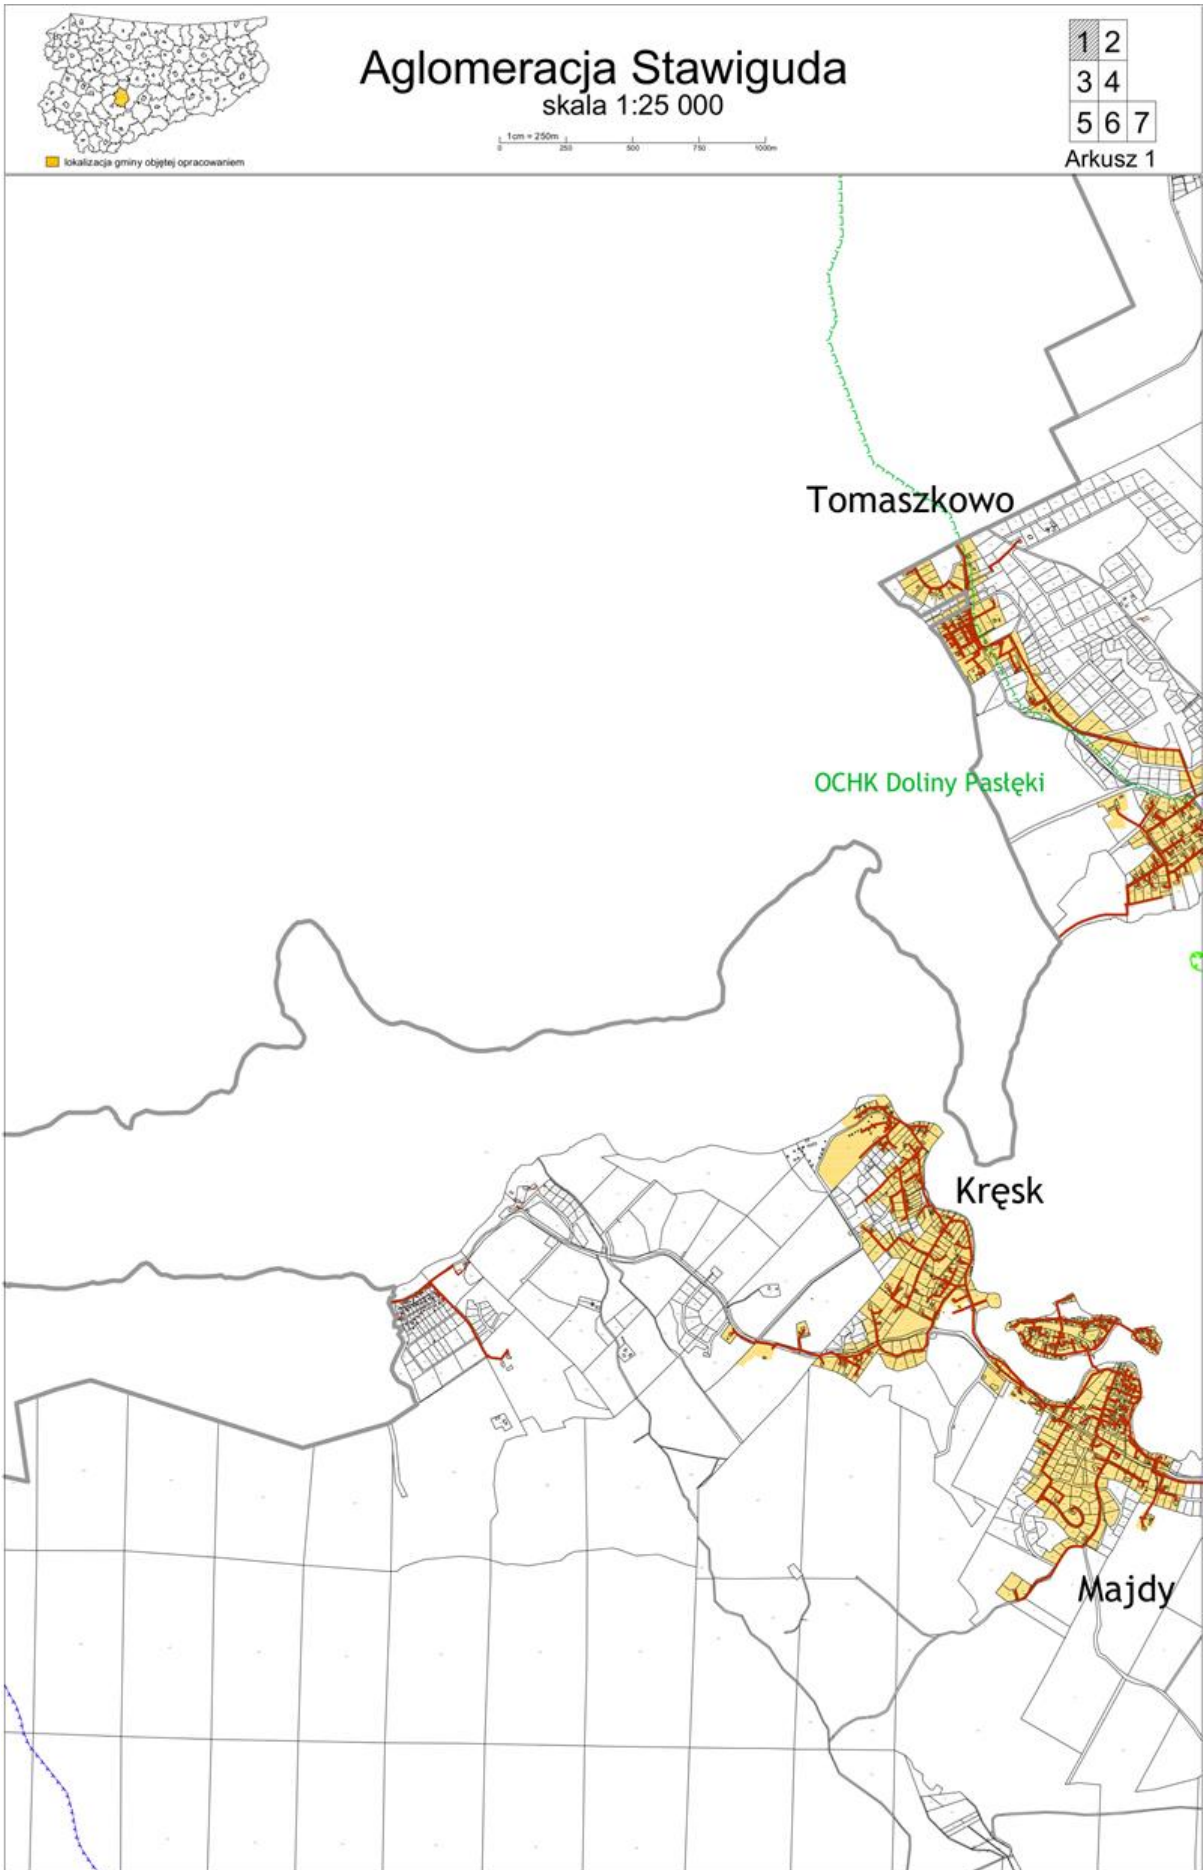 Aglomeracja Stawiguda
skala 1:25 000
1cm = 250m
0 250 500 750 1000m
lokalizacja gminy objętej opracowaniem
1 2
3 4
5 6 7
Arkusz 1
Tomaszkowo
OCHK Doliny Pasłęki
Kręsk
Majdy